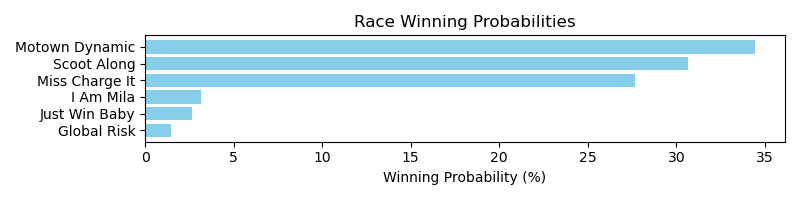 Race Winning Probabilities
Motown Dynamic
Scoot Along
Miss Charge It
I Am Mila
Just Win Baby
Global Risk
0 5 10 15 20 25 30 35
Winning Probability (%)